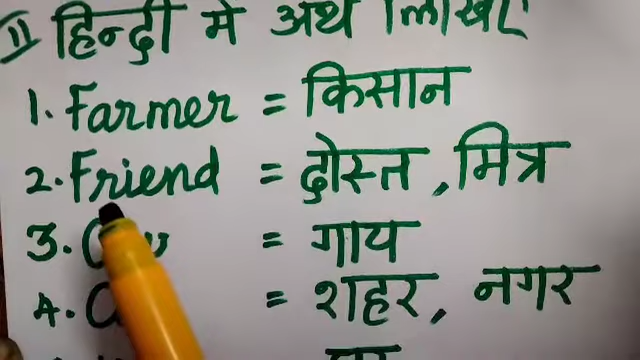 II हिन्दी में अर्थ लिखिए
1. Farmer = किसान
2. Friend = दोस्त, मित्र
3. = गाय
4. = शहर, नगर